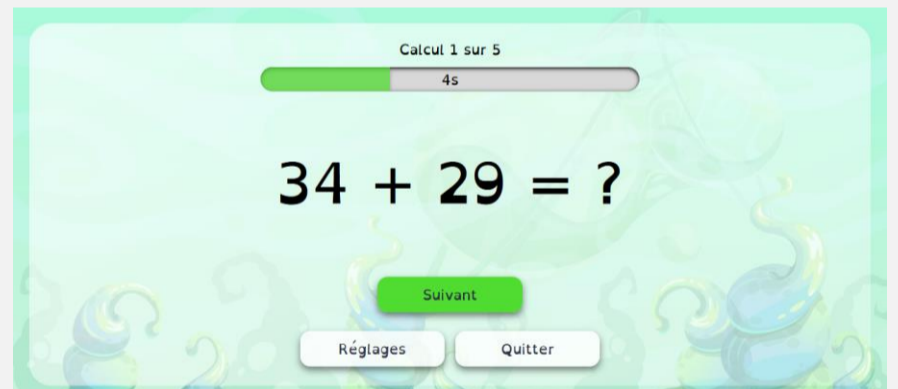 Calcul 1 sur 5
4s
34 + 29 = ?
Suivant
Réglages Quitter